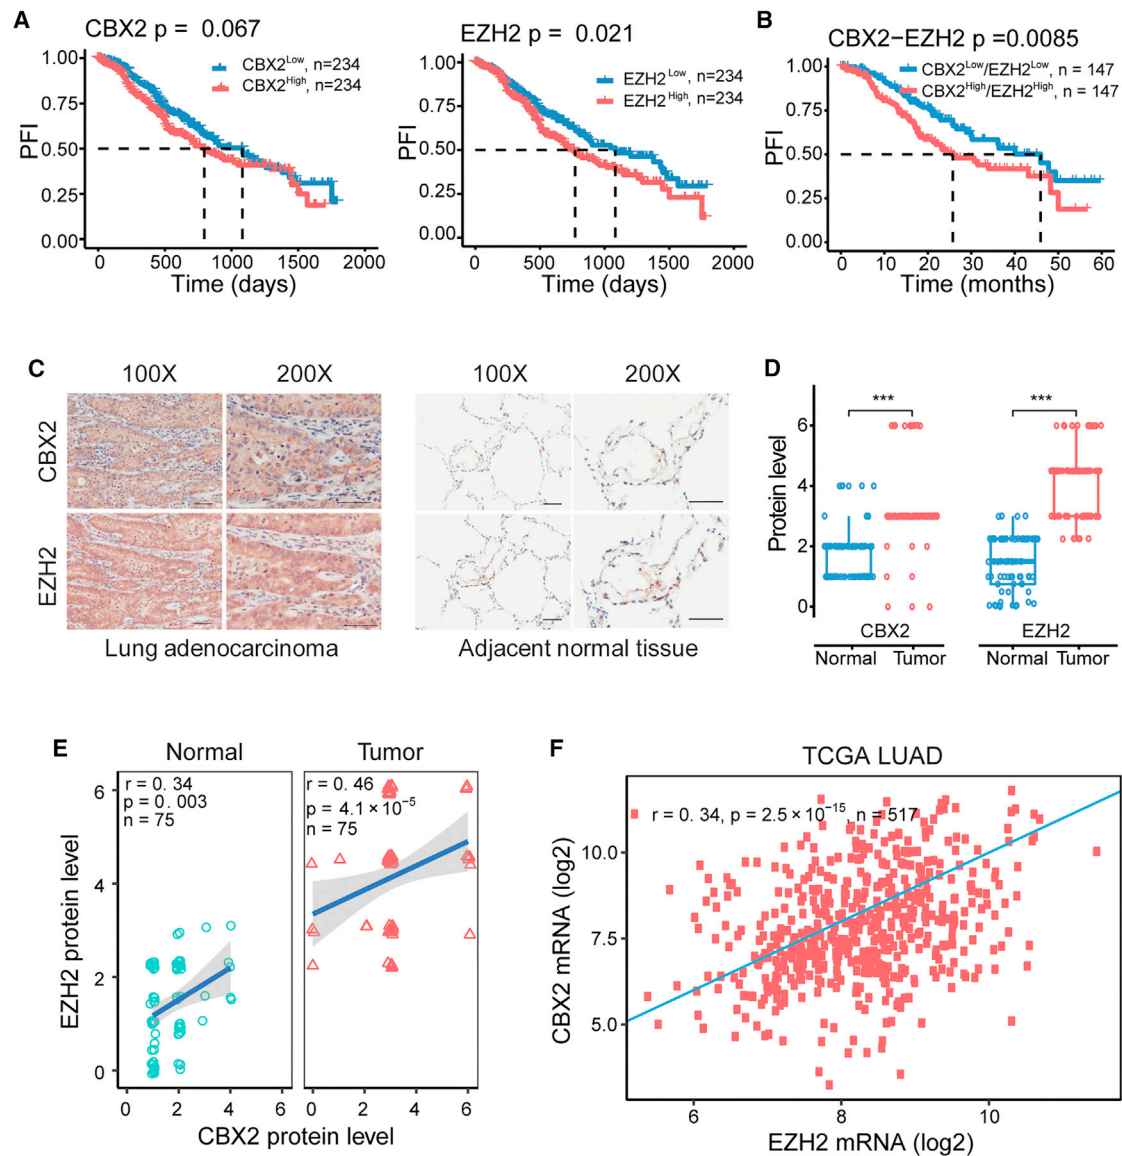 A
CBX2 p = 0.067
CBX2Low, n=234
CBX2High, n=234
PFI
1.00
0.75
0.50
0.25
0.00
0 500 1000 1500 2000
Time (days)
EZH2 p = 0.021
EZH2Low, n=234
EZH2High, n=234
PFI
1.00
0.75
0.50
0.25
0.00
0 500 1000 1500 2000
Time (days)
B
CBX2−EZH2 p =0.0085
CBX2Low/EZH2Low, n = 147
CBX2High/EZH2High, n = 147
PFI
1.00
0.75
0.50
0.25
0.00
0 10 20 30 40 50 60
Time (months)
C
100X 200X 100X 200X
CBX2
EZH2
Lung adenocarcinoma
Adjacent normal tissue
D
*** ***
Protein level
6
4
2
0
CBX2 EZH2
Normal Tumor Normal Tumor
E
Normal Tumor
r = 0.34
p = 0.003
n = 75
r = 0.46
p = 4.1 × 10−5
n = 75
EZH2 protein level
6
4
2
0
0 2 4 6 0 2 4 6
CBX2 protein level
F
TCGA LUAD
r = 0.34, p = 2.5 × 10−15, n = 517
CBX2 mRNA (log2)
10.0
7.5
5.0
6 8 10
EZH2 mRNA (log2)